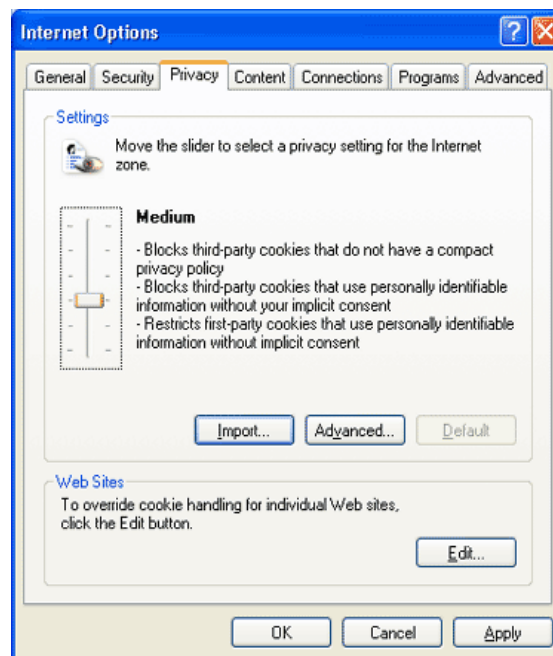 Internet Options
General Security Privacy Content Connections Programs Advanced
Settings
Move the slider to select a privacy setting for the Internet
zone.
Medium
- Blocks third-party cookies that do not have a compact
privacy policy
- Blocks third-party cookies that use personally identifiable
information without your implicit consent
- Restricts first-party cookies that use personally identifiable
information without implicit consent
Import... Advanced... Default
Web Sites
To override cookie handling for individual Web sites,
click the Edit button.
Edit...
OK Cancel Apply